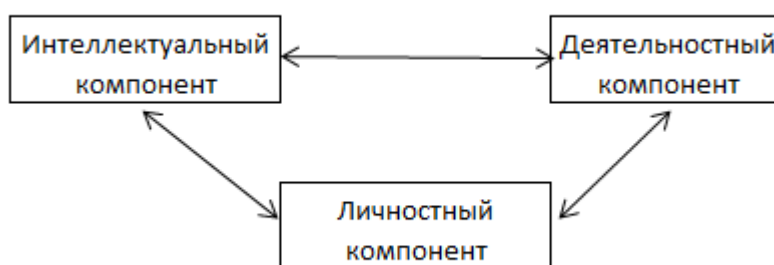 Интеллектуальный
компонент
Деятельностный
компонент
Личностный
компонент